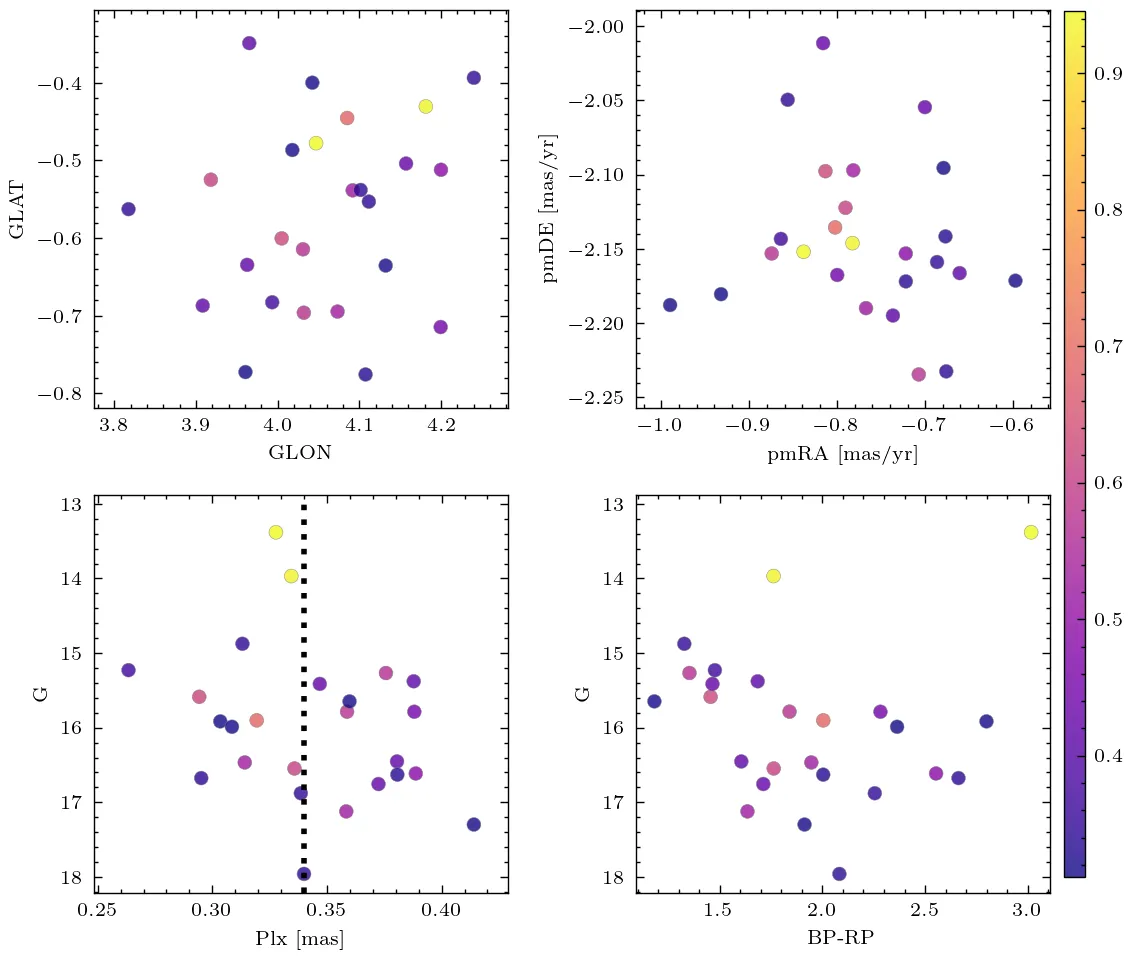 −0.4
−0.5
−0.6
−0.7
−0.8
GLAT
3.8 3.9 4.0 4.1 4.2
GLON
−2.00
−2.05
−2.10
−2.15
−2.20
−2.25
pmDE [mas/yr]
−1.0 −0.9 −0.8 −0.7 −0.6
pmRA [mas/yr]
13
14
15
16
17
18
G
0.25 0.30 0.35 0.40
Plx [mas]
13
14
15
16
17
18
G
1.5 2.0 2.5 3.0
BP-RP
0.9
0.8
0.7
0.6
0.5
0.4